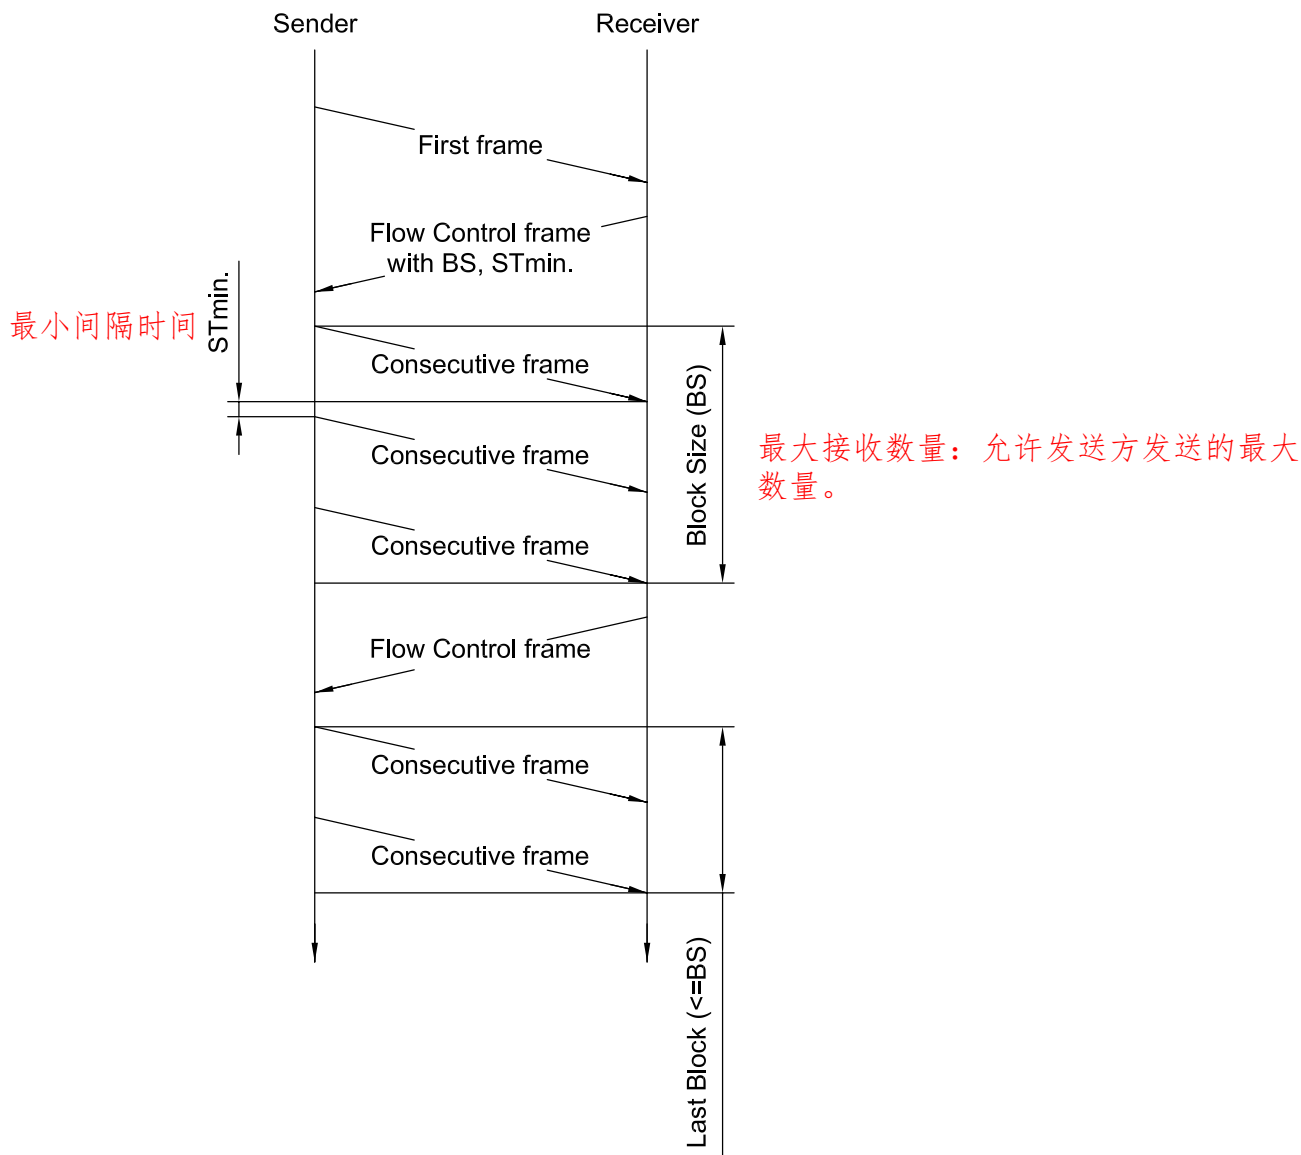 Sender
Receiver
First frame
Flow Control frame
with BS, STmin.
STmin.
最小间隔时间
Consecutive frame
Block Size (BS)
Consecutive frame
最大接收数量：允许发送方发送的最大
数量。
Consecutive frame
Flow Control frame
Consecutive frame
Consecutive frame
Last Block (<=BS)